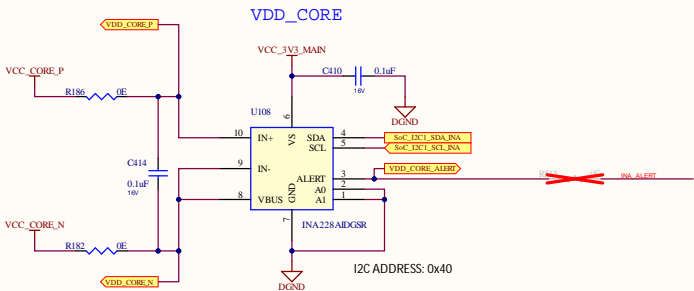 VDD_CORE
VDD_CORE_P
VCC_3V3_MAIN
VCC_CORE_P
C410 0.1uF
16V
R186 0E
DGND
U108
6
VS
10 IN+ SDA 4 SoC_I2C1_SDA_INA
SCL 5 SoC_I2C1_SCL_INA
C414
9 IN- VDD_CORE_ALERT
0.1uF
16V
ALERT 3 INA_ALERT
8 VBUS GND A0 2
A1 1
VCC_CORE_N
7 INA228AIDGSR
R182 0E
I2C ADDRESS: 0x40
VDD_CORE_N
DGND